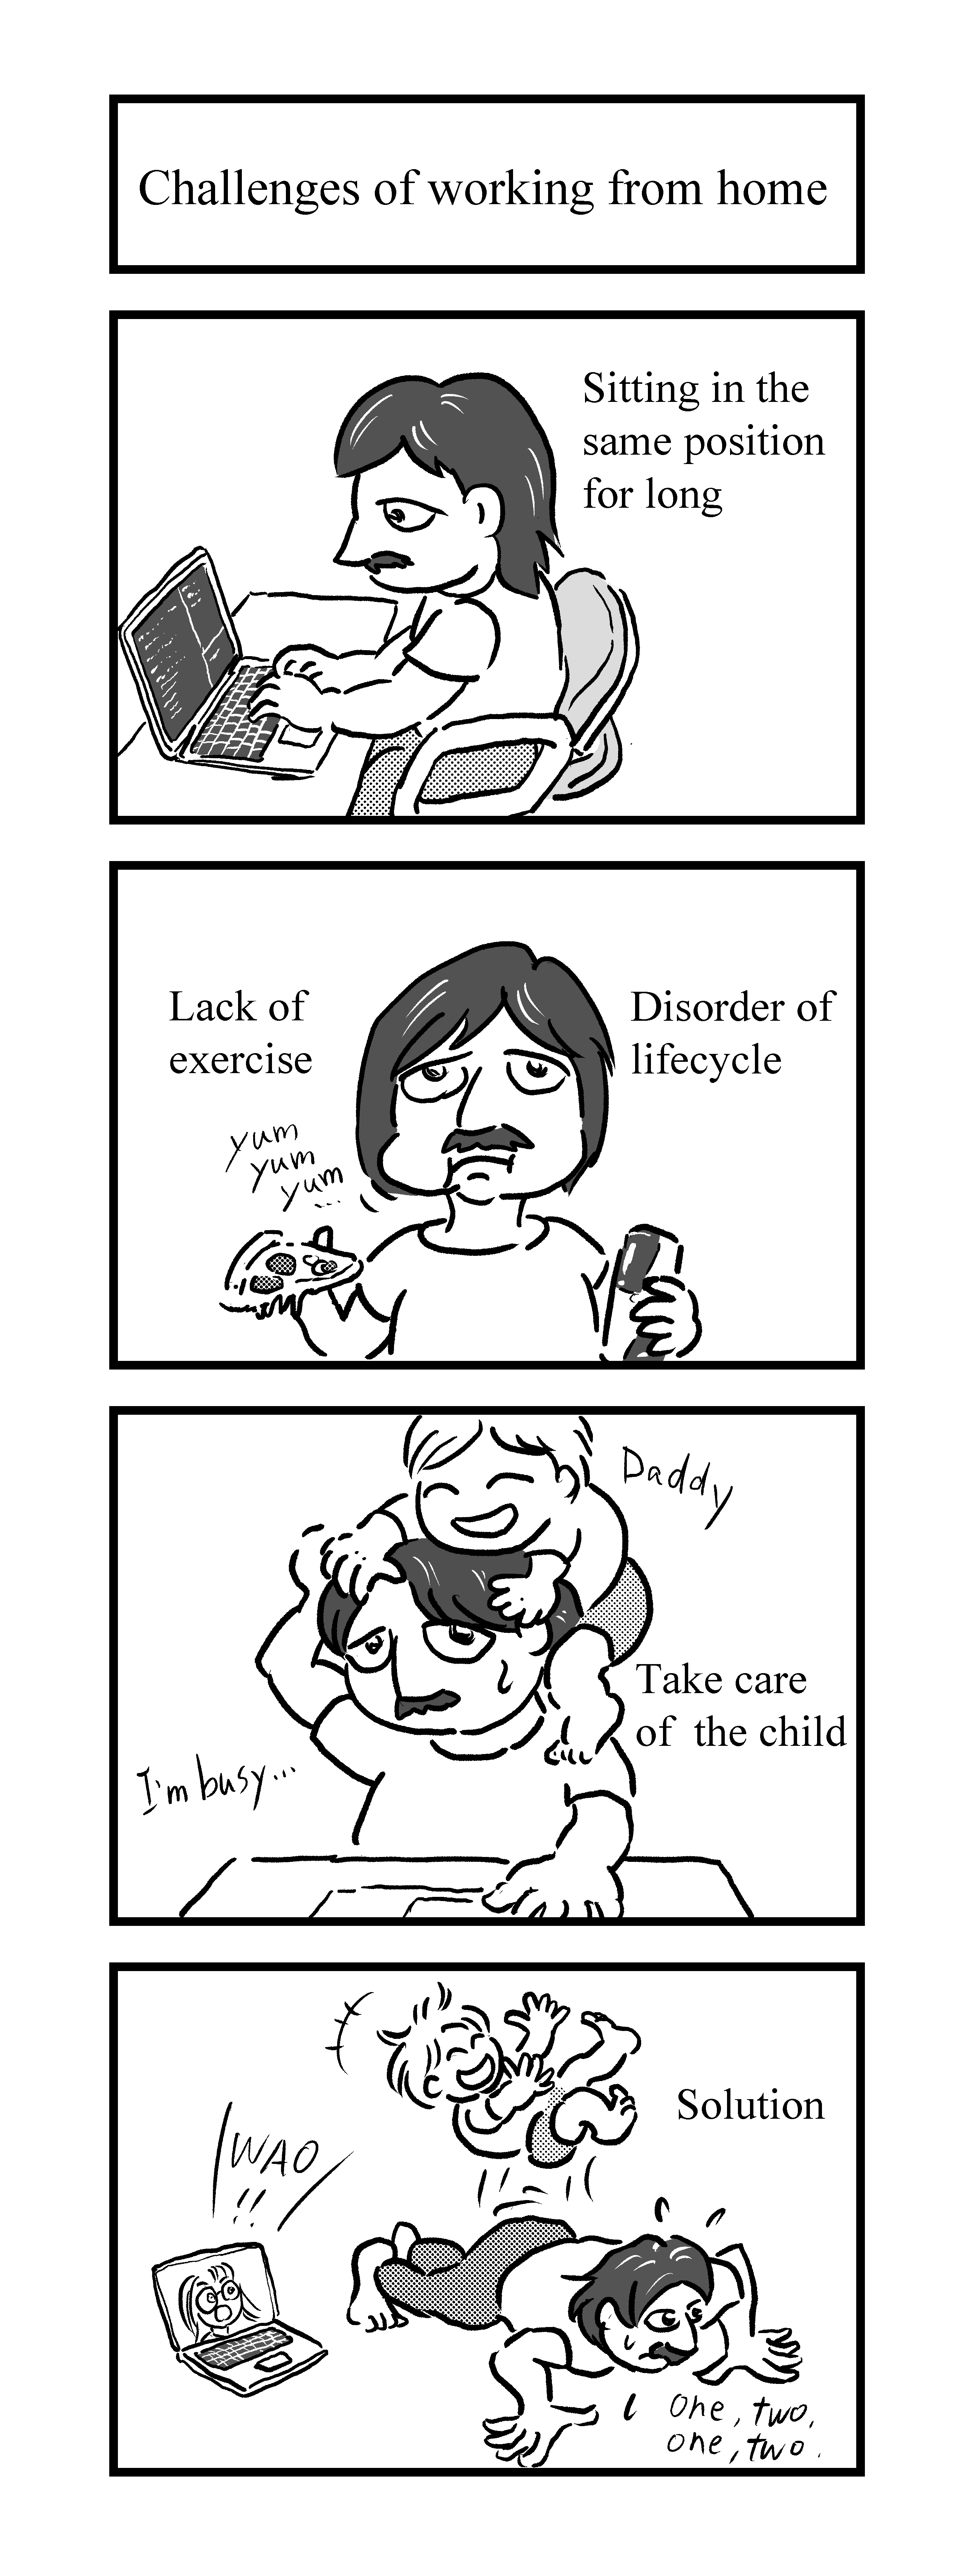 Challenges of working from home
Sitting in the
same position
for long
Lack of
exercise
Disorder of
lifecycle
yum
yum
yum
...
Daddy
Take care
of the child
I'm busy...
Solution
WAO
!!
One, two,
one, two.